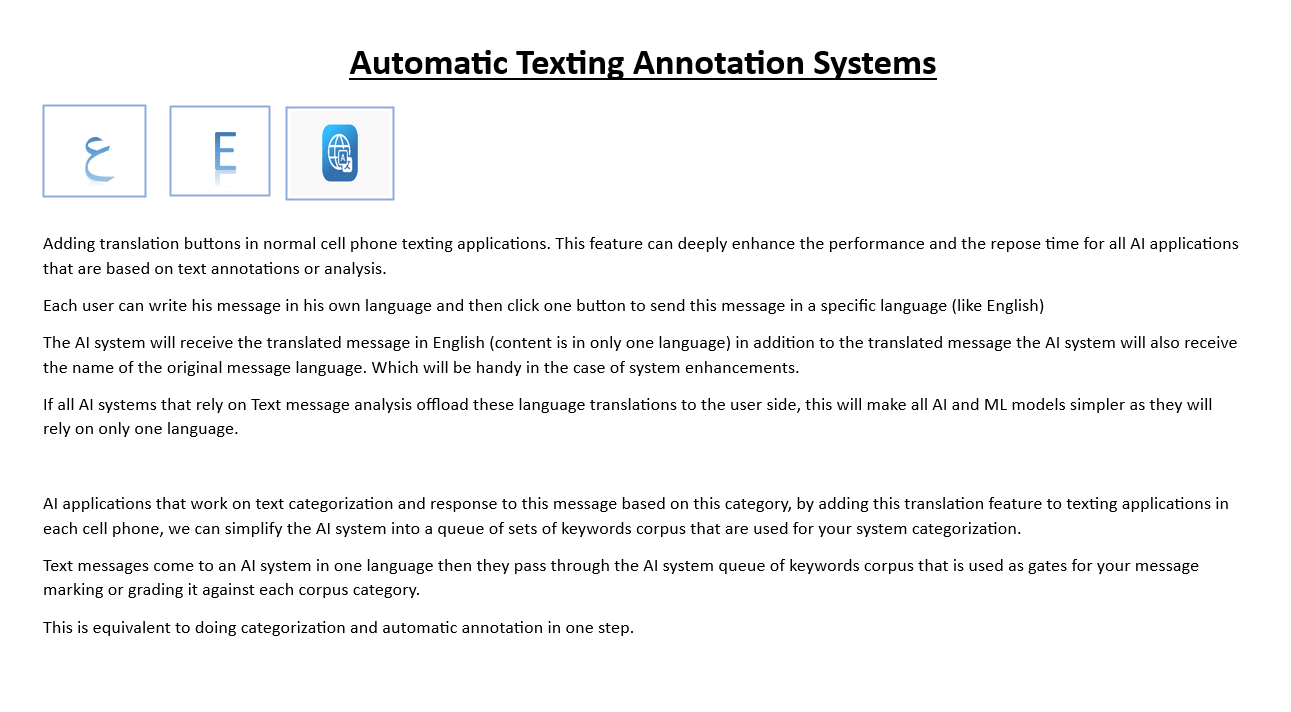 Automatic Texting Annotation Systems
ع E A
Adding translation buttons in normal cell phone texting applications. This feature can deeply enhance the performance and the repose time for all AI applications
that are based on text annotations or analysis.
Each user can write his message in his own language and then click one button to send this message in a specific language (like English)
The AI system will receive the translated message in English (content is in only one language) in addition to the translated message the AI system will also receive
the name of the original message language. Which will be handy in the case of system enhancements.
If all AI systems that rely on Text message analysis offload these language translations to the user side, this will make all AI and ML models simpler as they will
rely on only one language.
AI applications that work on text categorization and response to this message based on this category, by adding this translation feature to texting applications in
each cell phone, we can simplify the AI system into a queue of sets of keywords corpus that are used for your system categorization.
Text messages come to an AI system in one language then they pass through the AI system queue of keywords corpus that is used as gates for your message
marking or grading it against each corpus category.
This is equivalent to doing categorization and automatic annotation in one step.